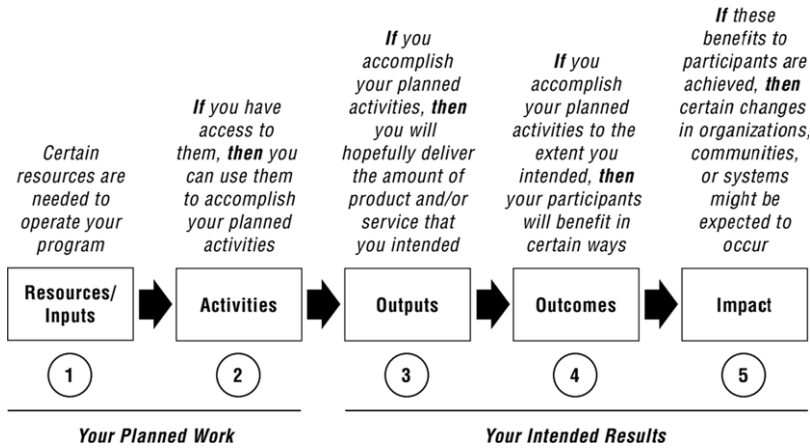 Certain
resources are
needed to
operate your
program
If you have
access to
them, then you
can use them
to accomplish
your planned
activities
If you
accomplish
your planned
activities, then
you will
hopefully deliver
the amount of
product and/or
service that
you intended
If you
accomplish
your planned
activities to the
extent you
intended, then
your participants
will benefit in
certain ways
If these
benefits to
participants are
achieved, then
certain changes
in organizations,
communities,
or systems
might be
expected to
occur
Resources/
Inputs
Activities
Outputs
Outcomes
Impact
1
2
3
4
5
Your Planned Work
Your Intended Results